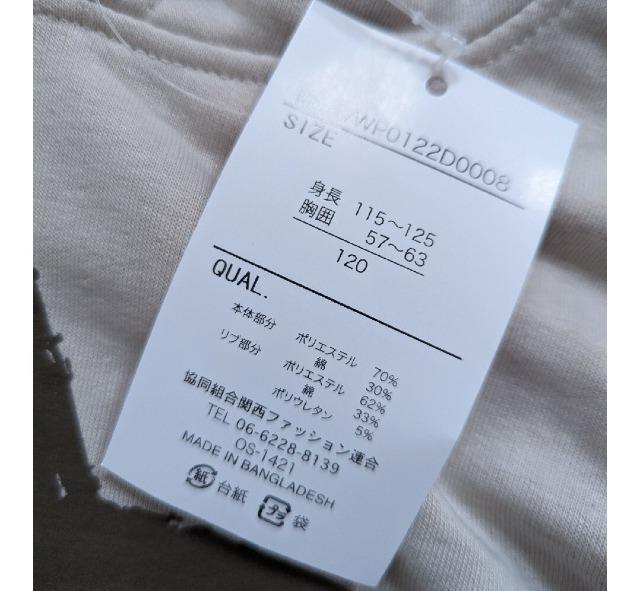 WP0122D0008
SIZE
身長 115～125
胸囲 57～63
120
QUAL.
本体部分 ポリエステル 70%
綿 30%
リブ部分 ポリエステル 62%
綿 33%
ポリウレタン 5%
協同組合関西ファッション連合
TEL 06-6228-8139
OS-1421
MADE IN BANGLADESH
紙 台紙 プラ 袋